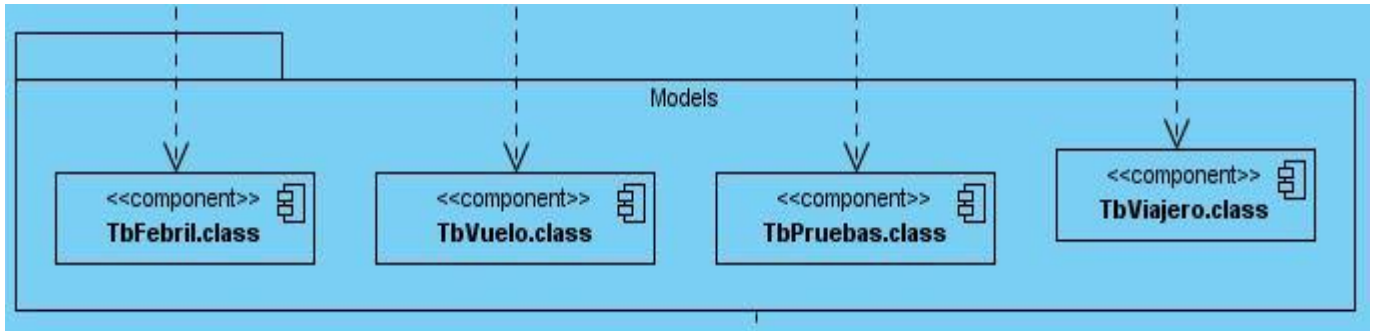 Models
<<component>>
TbFebril.class
<<component>>
TbVuelo.class
<<component>>
TbPruebas.class
<<component>>
TbViajero.class